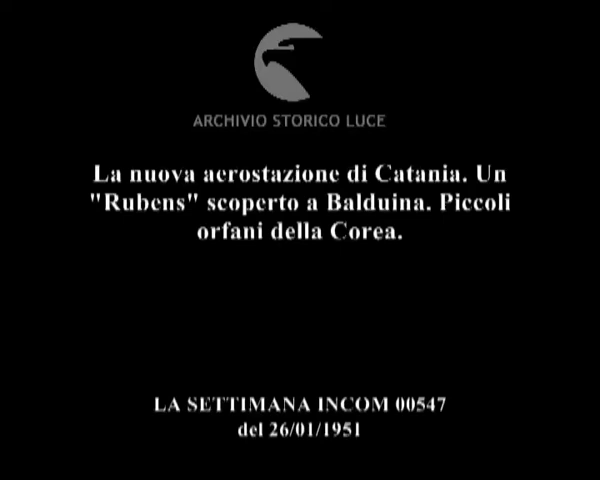 ARCHIVIO STORICO LUCE
La nuova aerostazione di Catania. Un
"Rubens" scoperto a Balduina. Piccoli
orfani della Corea.
LA SETTIMANA INCOM 00547
del 26/01/1951